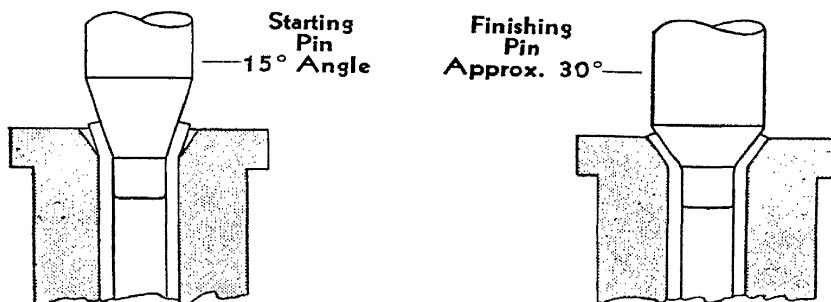 Starting
Pin
15° Angle
Finishing
Pin
Approx. 30°